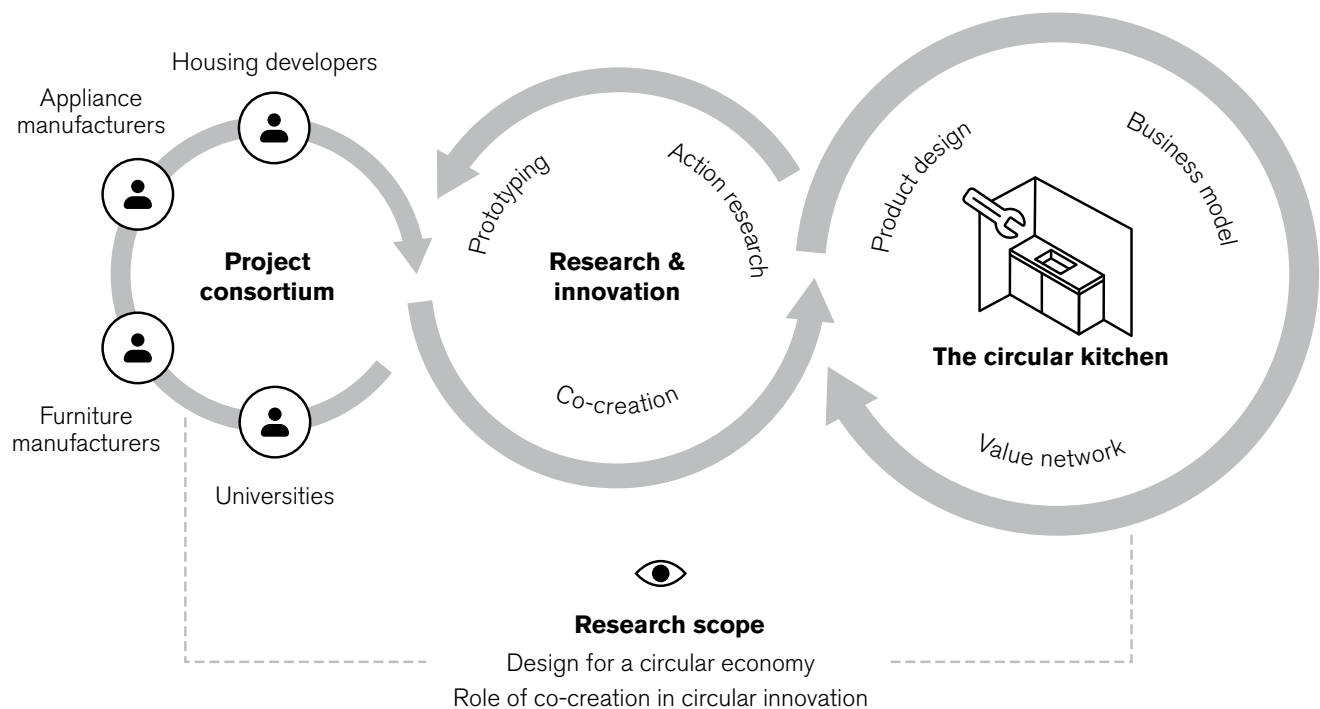 Housing developers
Appliance
manufacturers
Project
consortium
Furniture
manufacturers
Universities
Prototyping
Action research
Research &
innovation
Co-creation
Product design
Business model
The circular kitchen
Value network
Research scope
Design for a circular economy
Role of co-creation in circular innovation